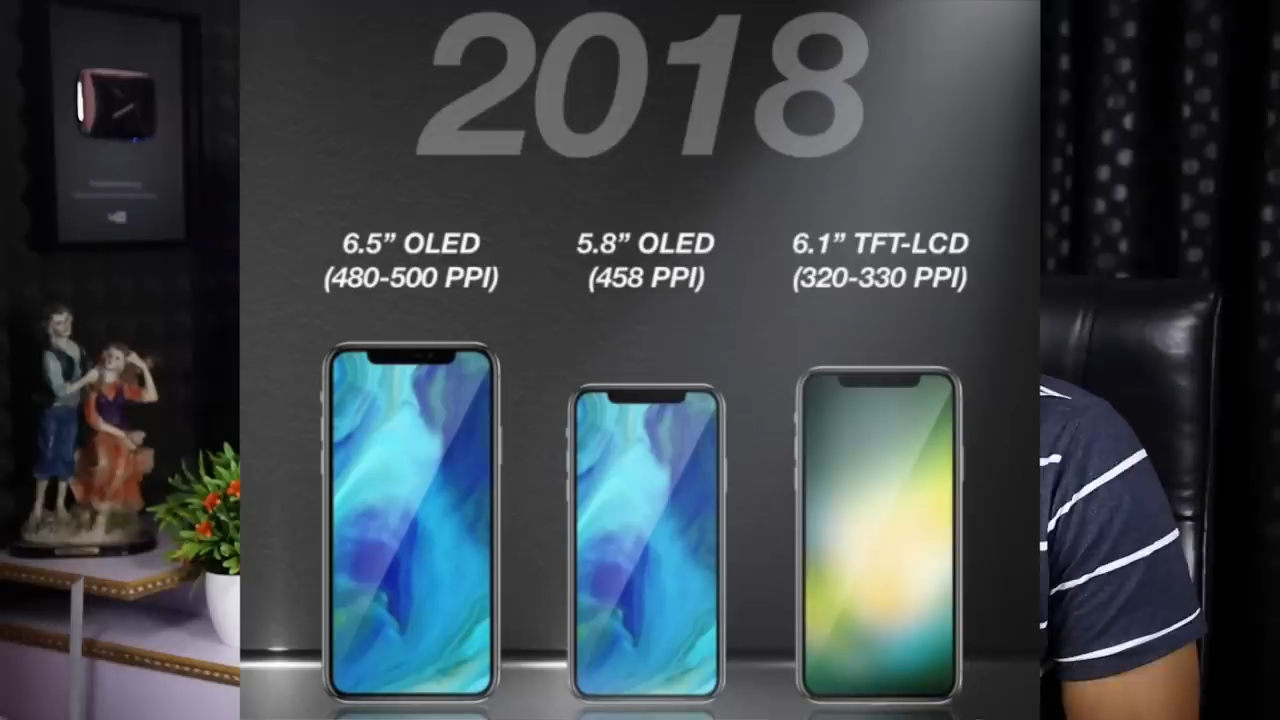 2018
6.5” OLED
(480-500 PPI)
5.8” OLED
(458 PPI)
6.1” TFT-LCD
(320-330 PPI)